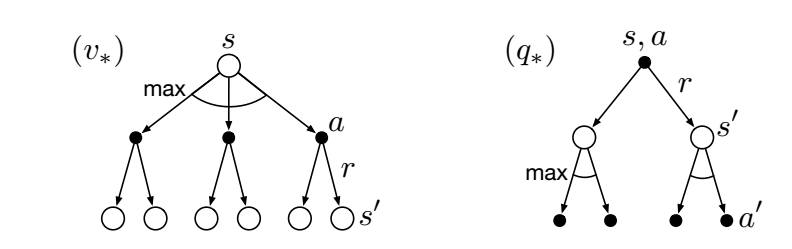 (v∗) s (q∗) s, a
max r
a s′
r max
s′ a′